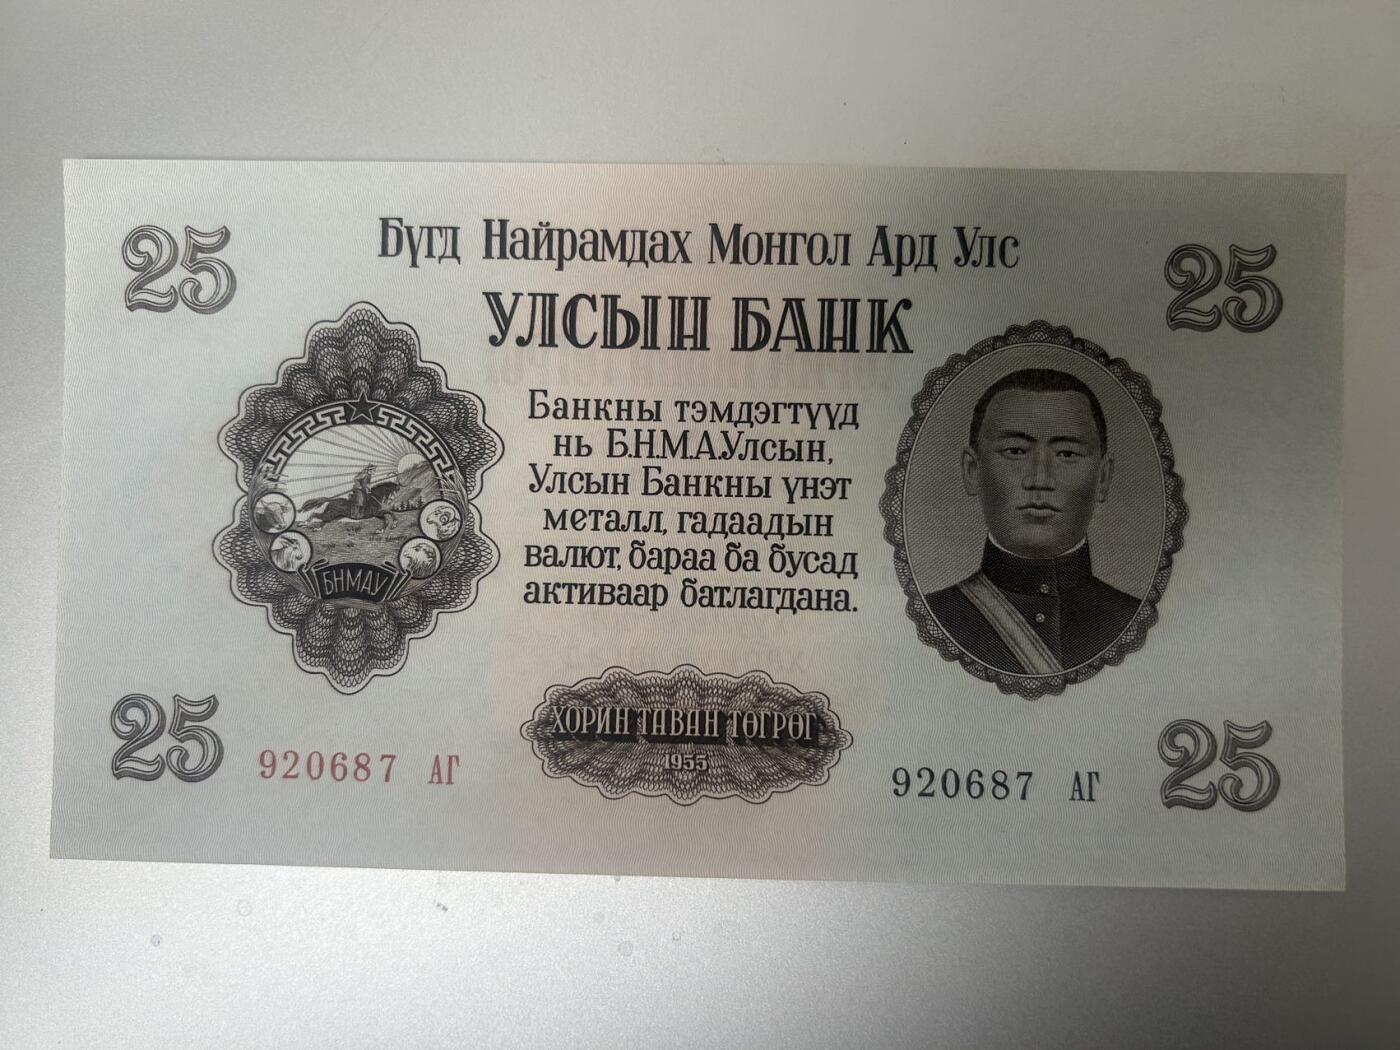 25
Бүгд Найрамдах Монгол Ард Улс
25
УЛСЫН БАНК
Банкны тэмдэгтүүд
нь Б.Н.М.А.Улсын,
Улсын Банкны үнэт
металл, гадаадын
валют, бараа ба бусад
активаар батлагдана.
БНМАУ
ХОРИН ТАВАН ТӨГРӨГ
1955
25
920687 АГ
920687 АГ
25